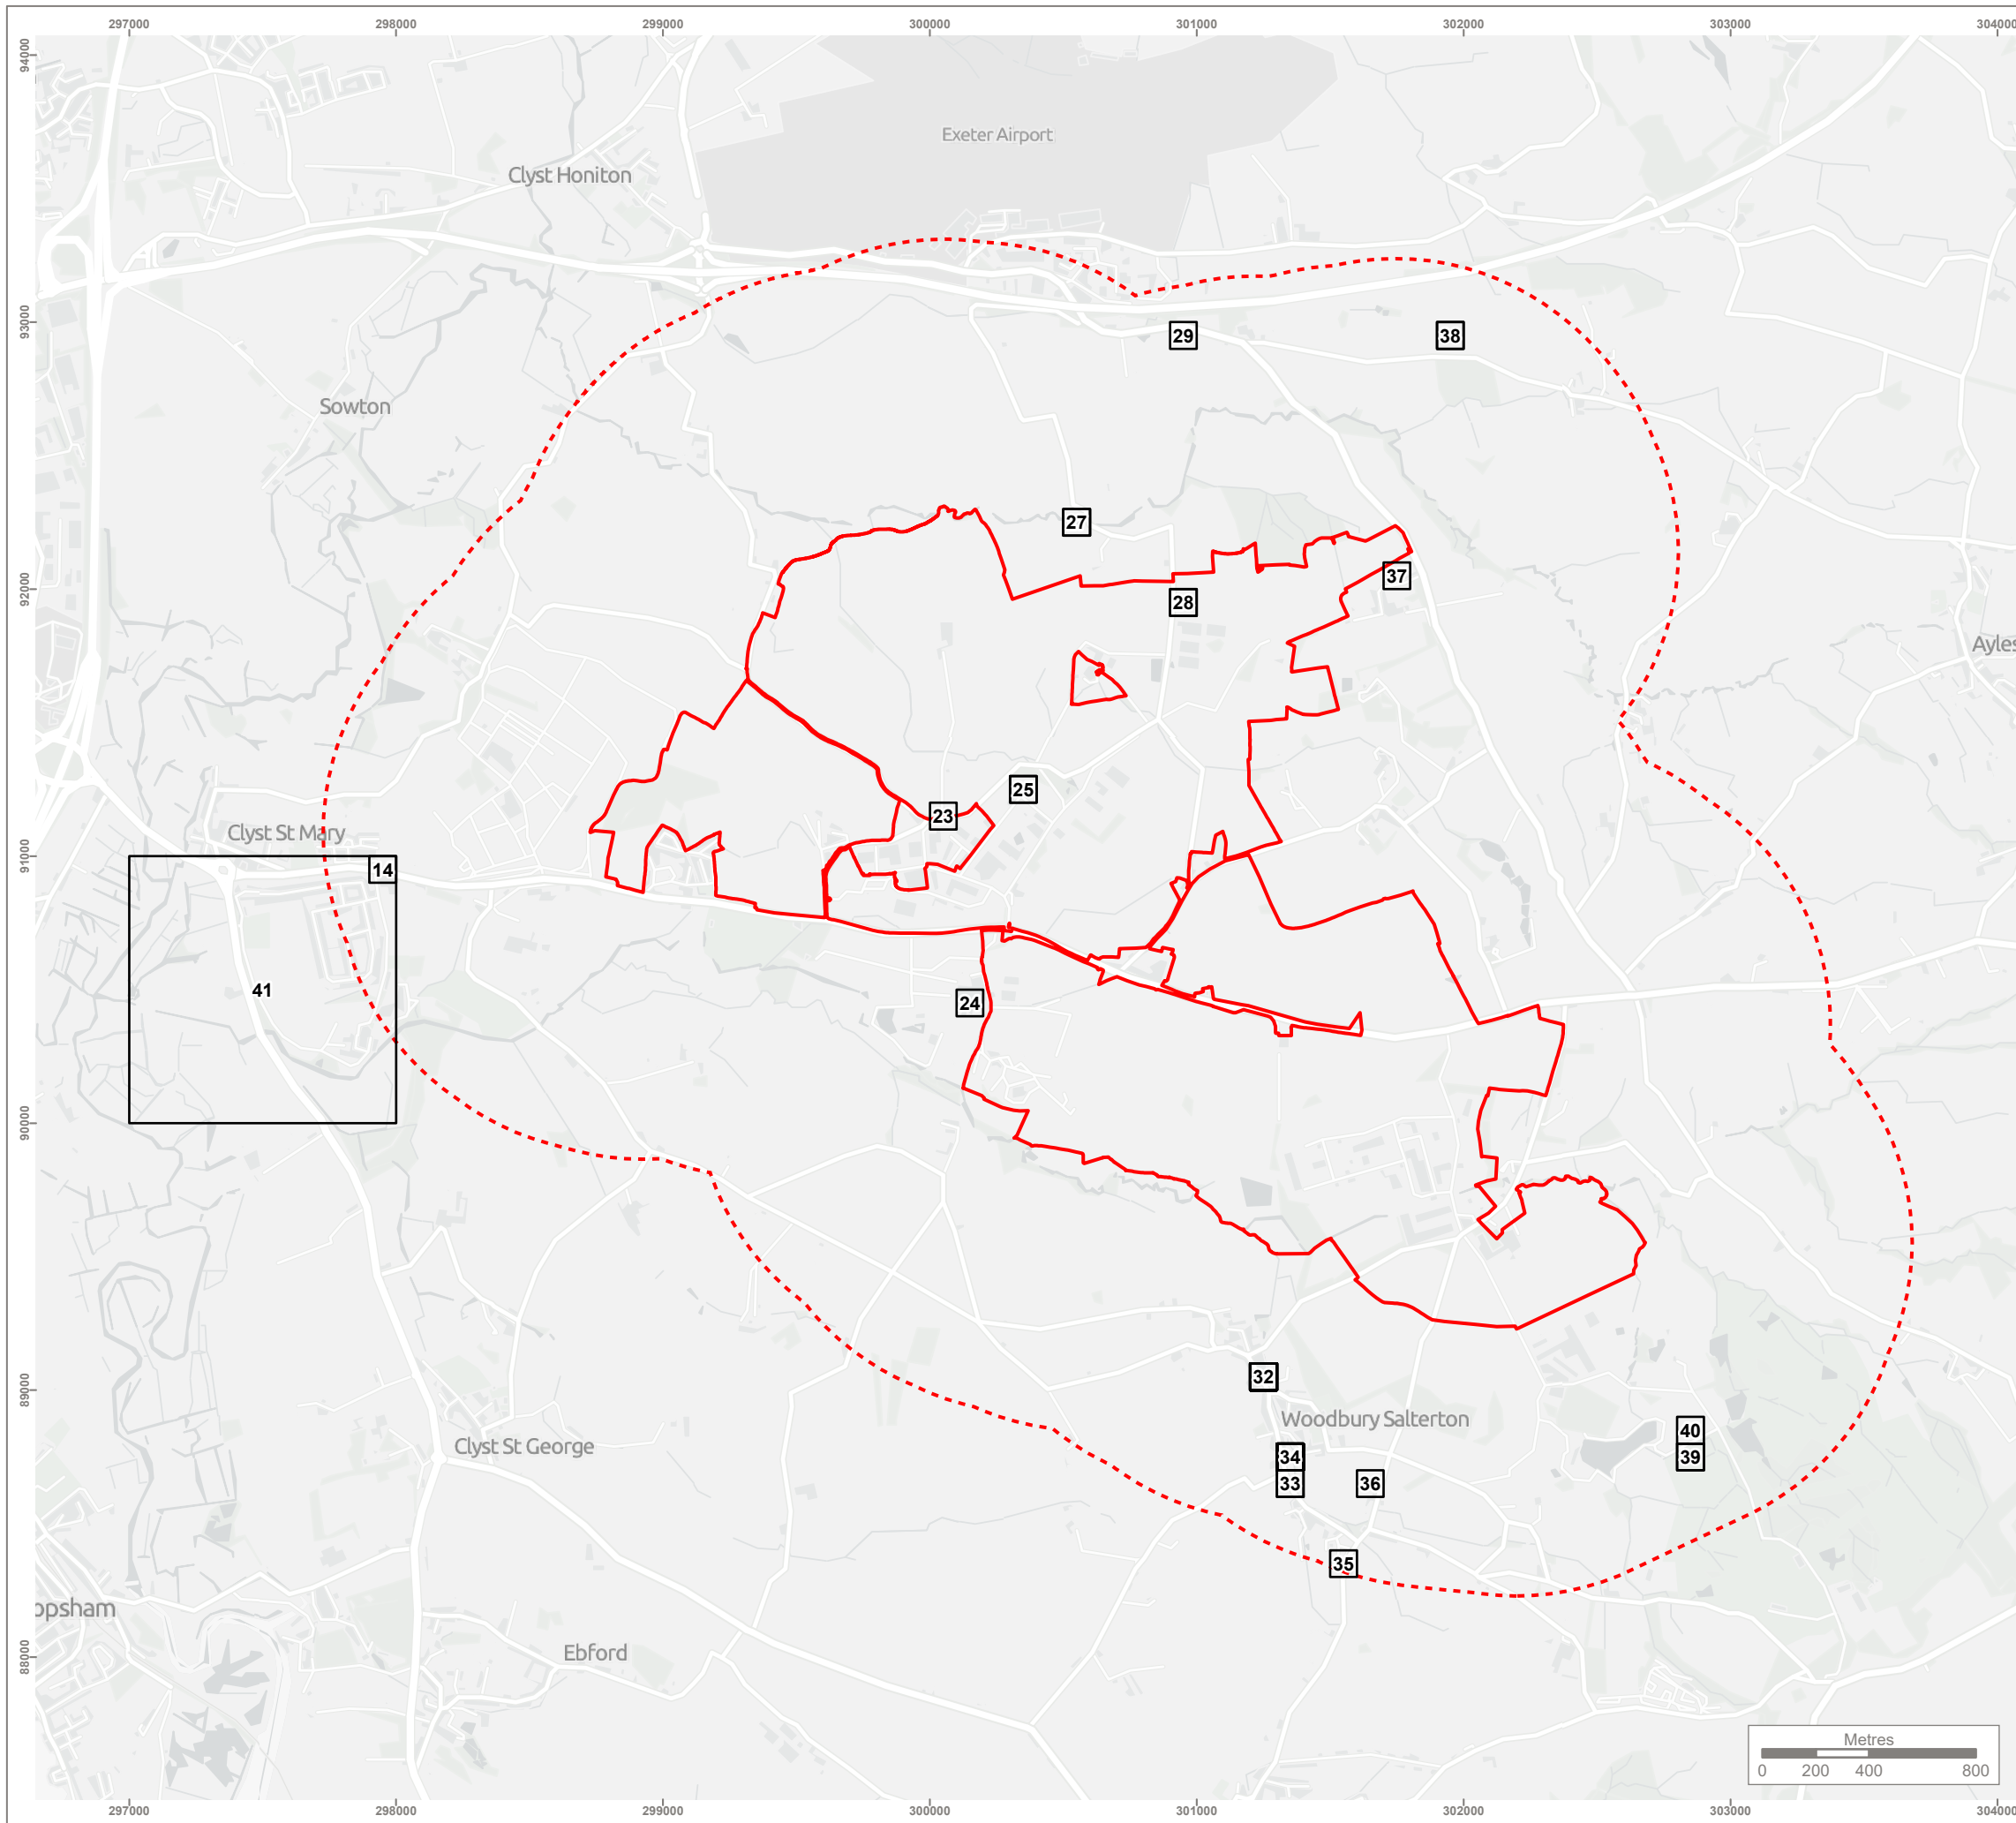 297000 298000 299000 300000 301000 302000 303000 304000
94000
Exeter Airport
Clyst Honiton
93000
29
38
Sowton
27
92000
37
28
Ayles
25
23
Clyst St Mary
91000
14
41
24
90000
89000
32
Woodbury Salterton
40
Clyst St George
34
39
33
36
35
opsham
Ebford
88000
Metres
0 200 400 800
297000 298000 299000 300000 301000 302000 303000 304000